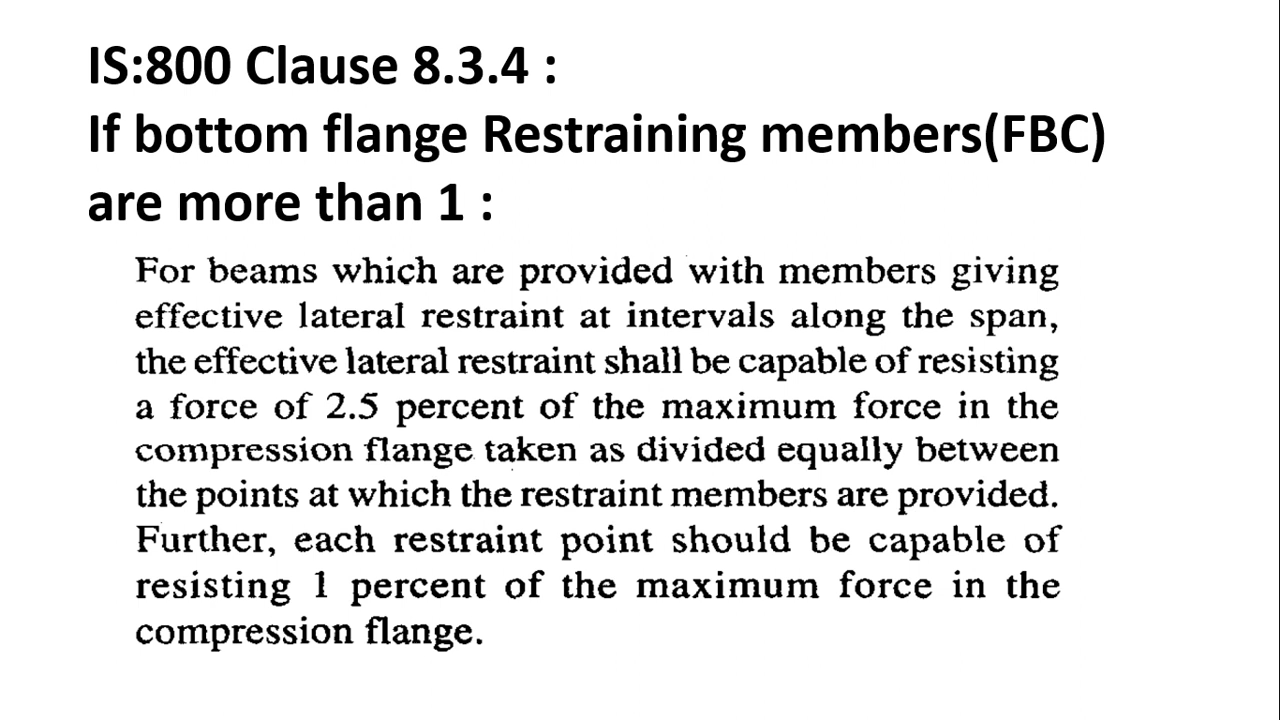 IS:800 Clause 8.3.4 :
If bottom flange Restraining members(FBC)
are more than 1 :
For beams which are provided with members giving
effective lateral restraint at intervals along the span,
the effective lateral restraint shall be capable of resisting
a force of 2.5 percent of the maximum force in the
compression flange taken as divided equally between
the points at which the restraint members are provided.
Further, each restraint point should be capable of
resisting 1 percent of the maximum force in the
compression flange.